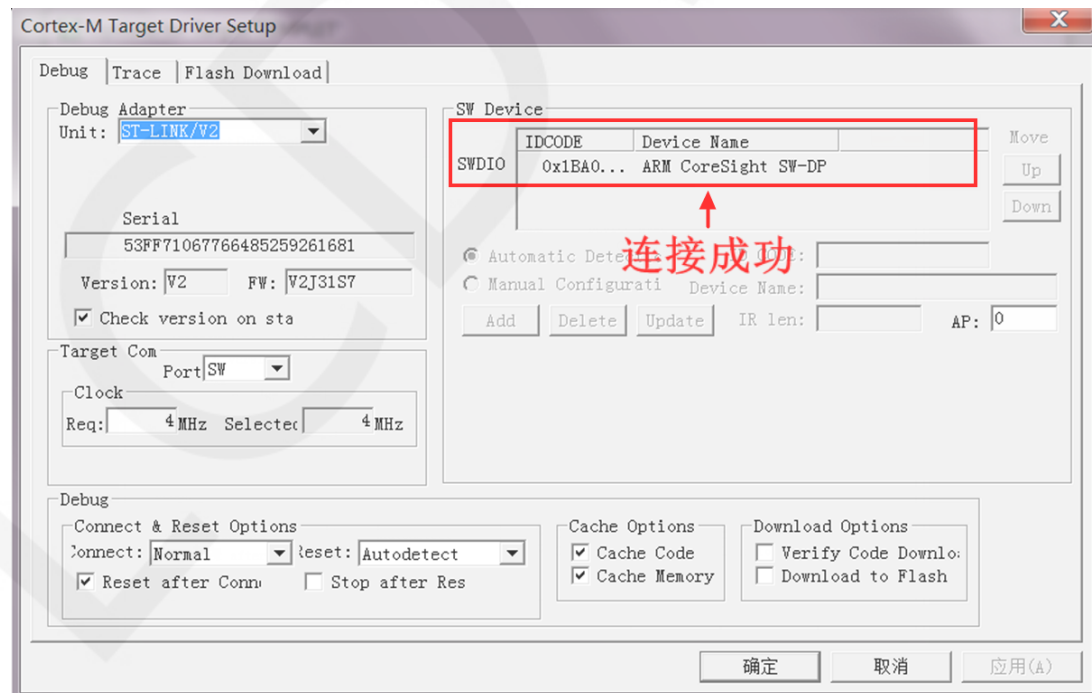 Cortex-M Target Driver Setup
Debug Trace Flash Download
Debug Adapter
Unit: ST-LINK/V2
Serial
53FF71067766485259261681
Version: V2 FW: V2J31S7
Check version on sta
Target Com
Port SW
Clock
Req: 4 MHz Selected 4 MHz
SW Device
IDCODE Device Name
SWDIO 0x1BA0... ARM CoreSight SW-DP
Move
Up
Down
连接成功
Automatic Detec CODE:
Manual Configurati Device Name:
Add Delete Update IR len: AP: 0
Debug
Connect & Reset Options
Connect: Normal Reset: Autodetect
Reset after Conn Stop after Res
Cache Options
Cache Code
Cache Memory
Download Options
Verify Code Downlo
Download to Flash
确定 取消 应用(A)